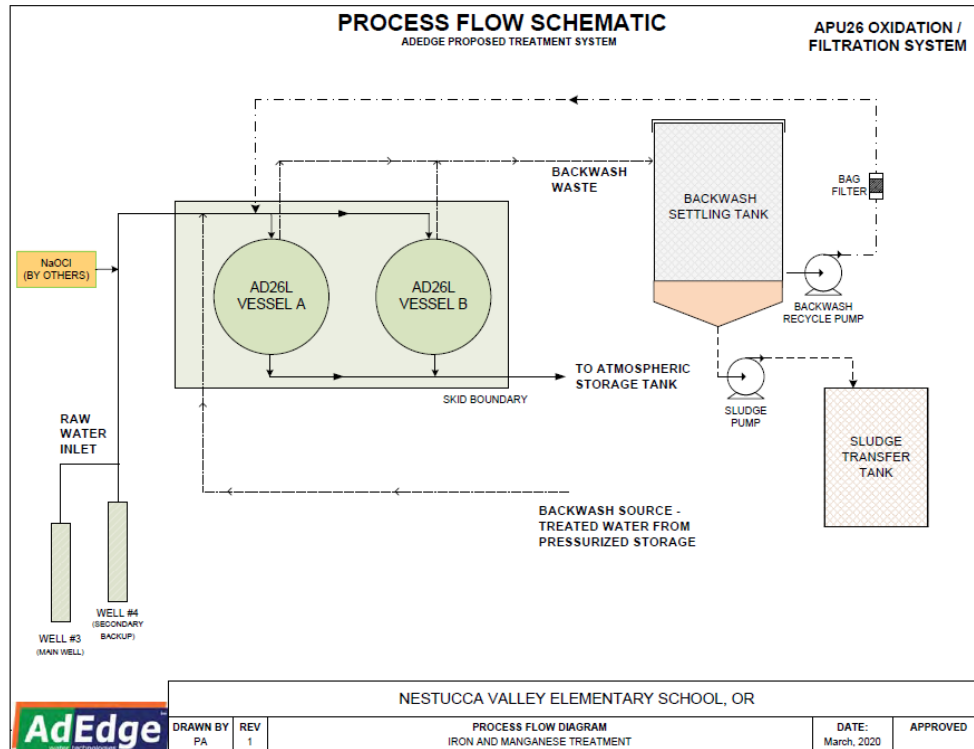 PROCESS FLOW SCHEMATIC
ADEDGE PROPOSED TREATMENT SYSTEM
APU26 OXIDATION /
FILTRATION SYSTEM
BACKWASH
WASTE
BAG
FILTER
BACKWASH
SETTLING TANK
NaOCl
(BY OTHERS)
AD26L
VESSEL A
AD26L
VESSEL B
BACKWASH
RECYCLE PUMP
TO ATMOSPHERIC
STORAGE TANK
SKID BOUNDARY
SLUDGE
PUMP
RAW
WATER
INLET
SLUDGE
TRANSFER
TANK
BACKWASH SOURCE -
TREATED WATER FROM
PRESSURIZED STORAGE
WELL #4
(SECONDARY
BACKUP)
WELL #3
(MAIN WELL)
NESTUCCA VALLEY ELEMENTARY SCHOOL, OR
AdEdge
DRAWN BY
PA
REV
1
PROCESS FLOW DIAGRAM
IRON AND MANGANESE TREATMENT
DATE:
March, 2020
APPROVED